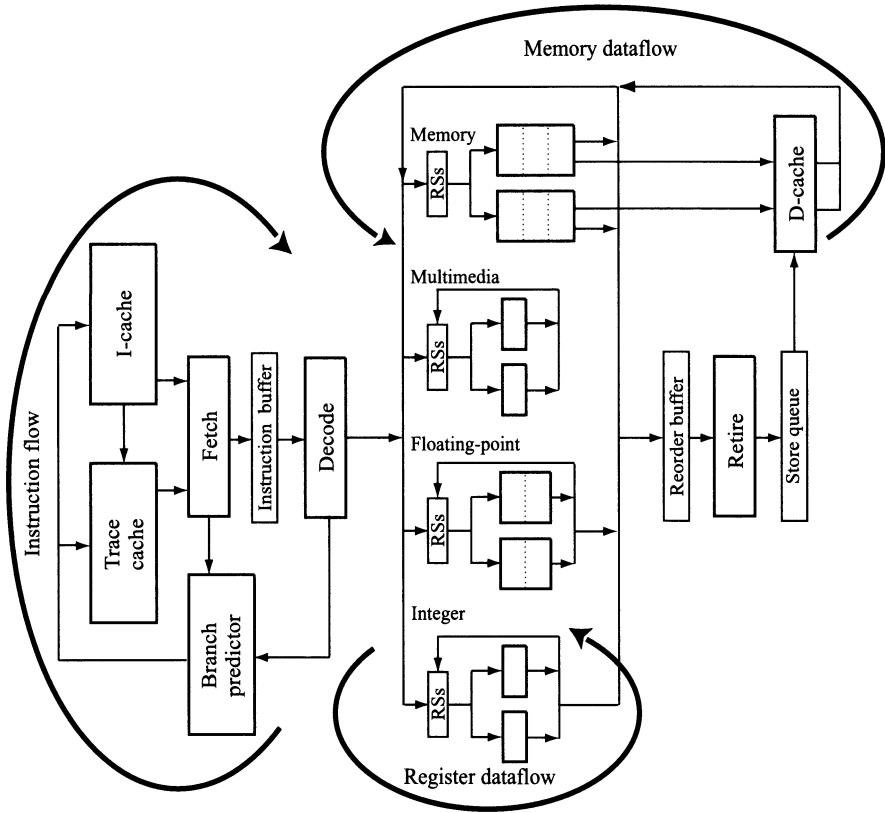 Memory dataflow
Memory
RSs
D-cache
Multimedia
RSs
Instruction flow
I-cache
Trace
cache
Fetch
Instruction buffer
Decode
Branch
predictor
Floating-point
RSs
Integer
RSs
Register dataflow
Reorder buffer
Retire
Store queue